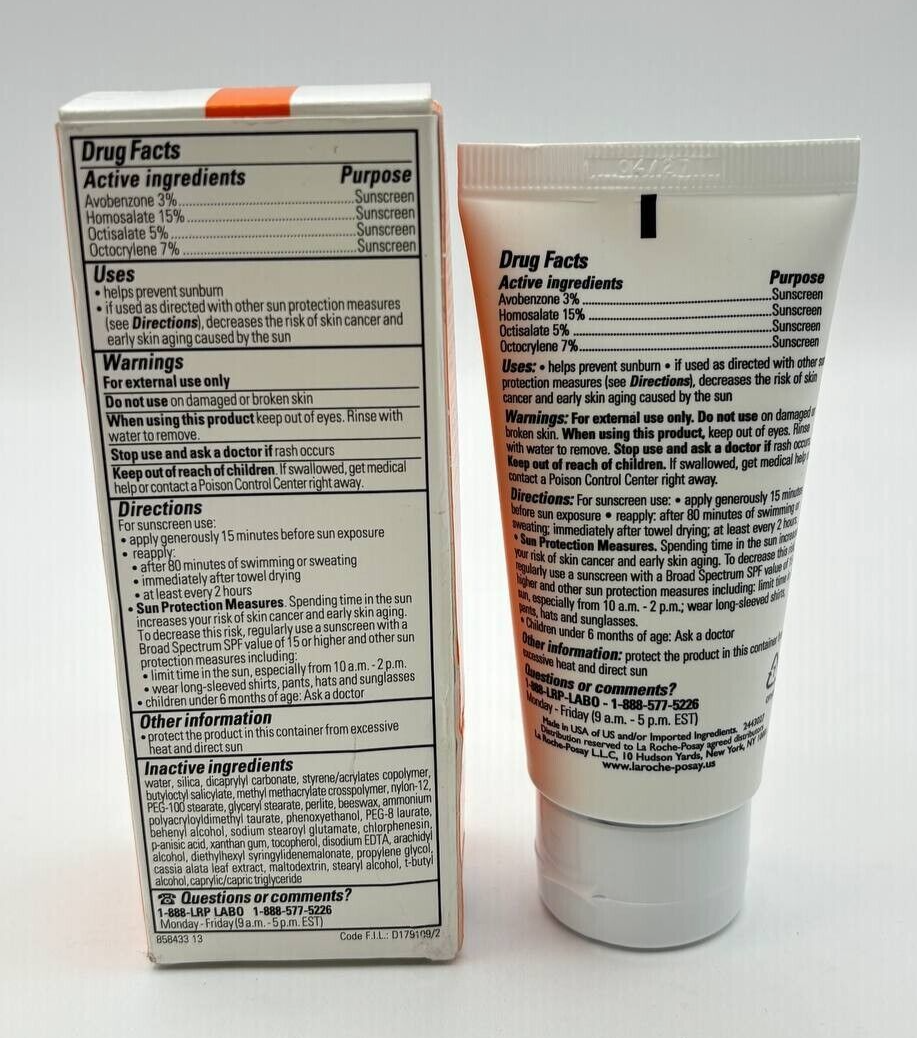 Drug Facts
Active ingredients Purpose
Avobenzone 3%........................Sunscreen
Homosalate 15%........................Sunscreen
Octisalate 5%........................Sunscreen
Octocrylene 7%........................Sunscreen
Uses
• helps prevent sunburn
• if used as directed with other sun protection measures
(see Directions), decreases the risk of skin cancer and
early skin aging caused by the sun
Warnings
For external use only
Do not use on damaged or broken skin
When using this product keep out of eyes. Rinse with
water to remove.
Stop use and ask a doctor if rash occurs
Keep out of reach of children. If swallowed, get medical
help or contact a Poison Control Center right away.
Directions
For sunscreen use:
• apply generously 15 minutes before sun exposure
• reapply:
• after 80 minutes of swimming or sweating
• immediately after towel drying
• at least every 2 hours
• Sun Protection Measures. Spending time in the sun
increases your risk of skin cancer and early skin aging.
To decrease this risk, regularly use a sunscreen with a
Broad Spectrum SPF value of 15 or higher and other sun
protection measures including:
• limit time in the sun, especially from 10 a.m. - 2 p.m.
• wear long-sleeved shirts, pants, hats and sunglasses
• children under 6 months of age: Ask a doctor
Other information
• protect the product in this container from excessive
heat and direct sun
Inactive ingredients
water, silica, dicaprylyl carbonate, styrene/acrylates copolymer,
butyloctyl salicylate, methyl methacrylate crosspolymer, nylon-12,
PEG-100 stearate, glyceryl stearate, perlite, beeswax, ammonium
polyacryloyldimethyl taurate, phenoxyethanol, PEG-8 laurate,
behenyl alcohol, sodium stearoyl glutamate, chlorphenesin,
p-anisic acid, xanthan gum, tocopherol, disodium EDTA, arachidyl
alcohol, diethylhexyl syringylidenemalonate, propylene glycol,
cassia alata leaf extract, maltodextrin, stearyl alcohol, t-butyl
alcohol, caprylic/capric triglyceride
☎ Questions or comments?
1-888-LRP LABO 1-888-577-5226
Monday - Friday (9 a.m. - 5 p.m. EST)
858433 13 Code F.I.L.: D179109/2
Drug Facts
Active ingredients Purpose
Avobenzone 3%........................Sunscreen
Homosalate 15%........................Sunscreen
Octisalate 5%........................Sunscreen
Octocrylene 7%........................Sunscreen
Uses: • helps prevent sunburn • if used as directed with other
protection measures (see Directions), decreases the risk of skin
cancer and early skin aging caused by the sun
Warnings: For external use only. Do not use on damaged
broken skin. When using this product, keep out of eyes. Rinse
with water to remove. Stop use and ask a doctor if rash occurs
Keep out of reach of children. If swallowed, get medical help
contact a Poison Control Center right away.
Directions: For sunscreen use: • apply generously 15 minutes
before sun exposure • reapply: after 80 minutes of swimming
sweating; immediately after towel drying; at least every 2 hours
• Sun Protection Measures. Spending time in the sun
your risk of skin cancer and early skin aging. To decrease this
regularly use a sunscreen with a Broad Spectrum SPF value of
higher and other sun protection measures including: limit time
sun, especially from 10 a.m. - 2 p.m.; wear long-sleeved shirts,
pants, hats and sunglasses.
• Children under 6 months of age: Ask a doctor
Other information: protect the product in this container
excessive heat and direct sun
Questions or comments?
1-888-LRP-LABO - 1-888-577-5226
Monday - Friday (9 a.m. - 5 p.m. EST)
Made in USA of US and/or Imported Ingredients.
Distribution reserved to La Roche-Posay agreed distributors
La Roche-Posay L.L.C, 10 Hudson Yards, New York, NY
www.laroche-posay.us